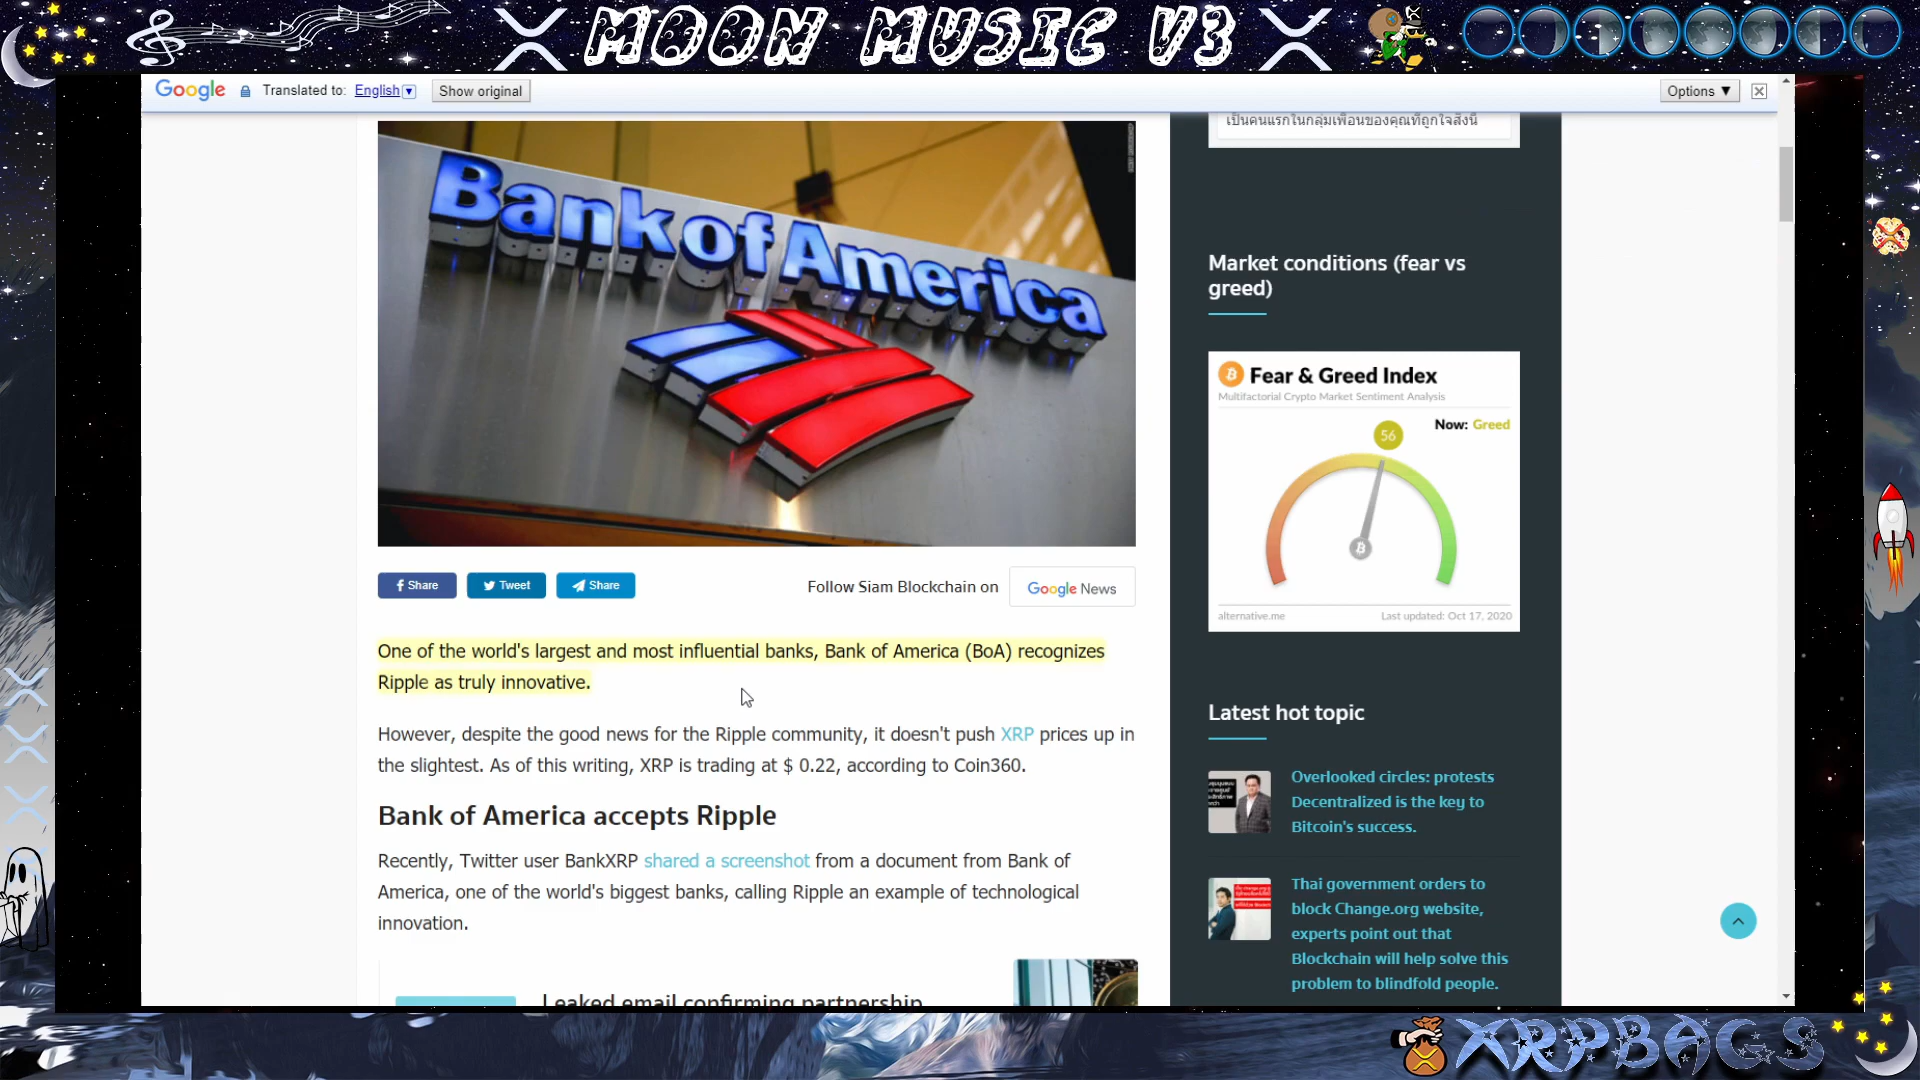 MOON MUSIC V3
Google Translated to: English Show original Options ▼
Bank of America
Share Tweet Share Follow Siam Blockchain on Google News
One of the world's largest and most influential banks, Bank of America (BoA) recognizes
Ripple as truly innovative.
However, despite the good news for the Ripple community, it doesn't push XRP prices up in
the slightest. As of this writing, XRP is trading at $ 0.22, according to Coin360.
Bank of America accepts Ripple
Recently, Twitter user BankXRP shared a screenshot from a document from Bank of
America, one of the world's biggest banks, calling Ripple an example of technological
innovation.
Leaked email confirming partnership
เป็นคนแรกในกลุ่มเพื่อนของคุณที่ถูกใจสิ่งนี้
Market conditions (fear vs
greed)
Fear & Greed Index
Multifactorial Crypto Market Sentiment Analysis
Now: Greed
56
alternative.me Last updated: Oct 17, 2020
Latest hot topic
Overlooked circles: protests
Decentralized is the key to
Bitcoin's success.
Thai government orders to
block Change.org website,
experts point out that
Blockchain will help solve this
problem to blindfold people.
XRPBAGS